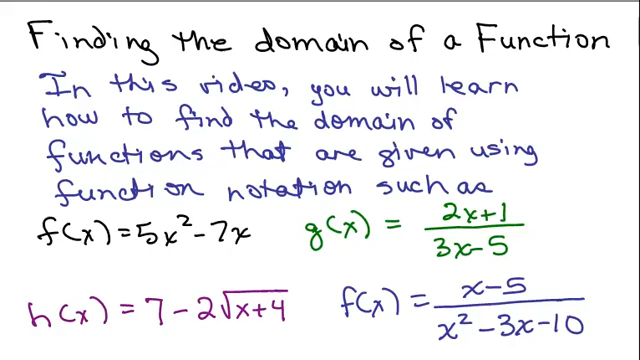 Finding the domain of a Function
In this video, you will learn
how to find the domain of
functions that are given using
function notation such as
f(x) = 5x² - 7x    g(x) = (2x+1)/(3x-5)
h(x) = 7 - 2√(x+4)    f(x) = (x-5)/(x² - 3x - 10)